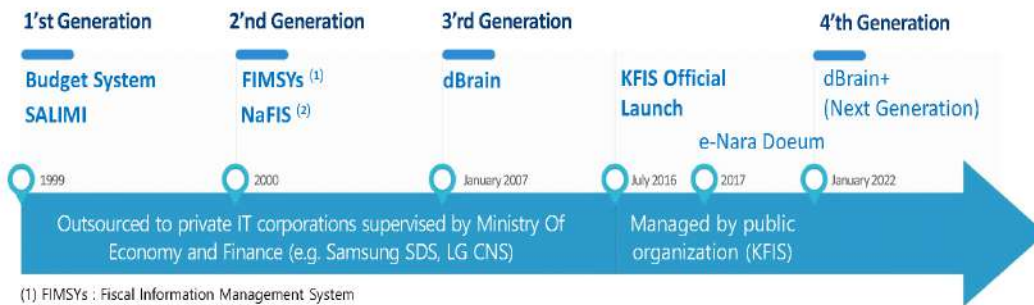 1'st Generation
2'nd Generation
3'rd Generation
4'th Generation
Budget System
SALIMI
FIMSYs (1)
NaFIS (2)
dBrain
KFIS Official
Launch
e-Nara Doeum
dBrain+
(Next Generation)
1999
2000
January 2007
July 2016
2017
January 2022
Outsourced to private IT corporations supervised by Ministry Of
Economy and Finance (e.g. Samsung SDS, LG CNS)
Managed by public
organization (KFIS)
(1) FIMSYs : Fiscal Information Management System